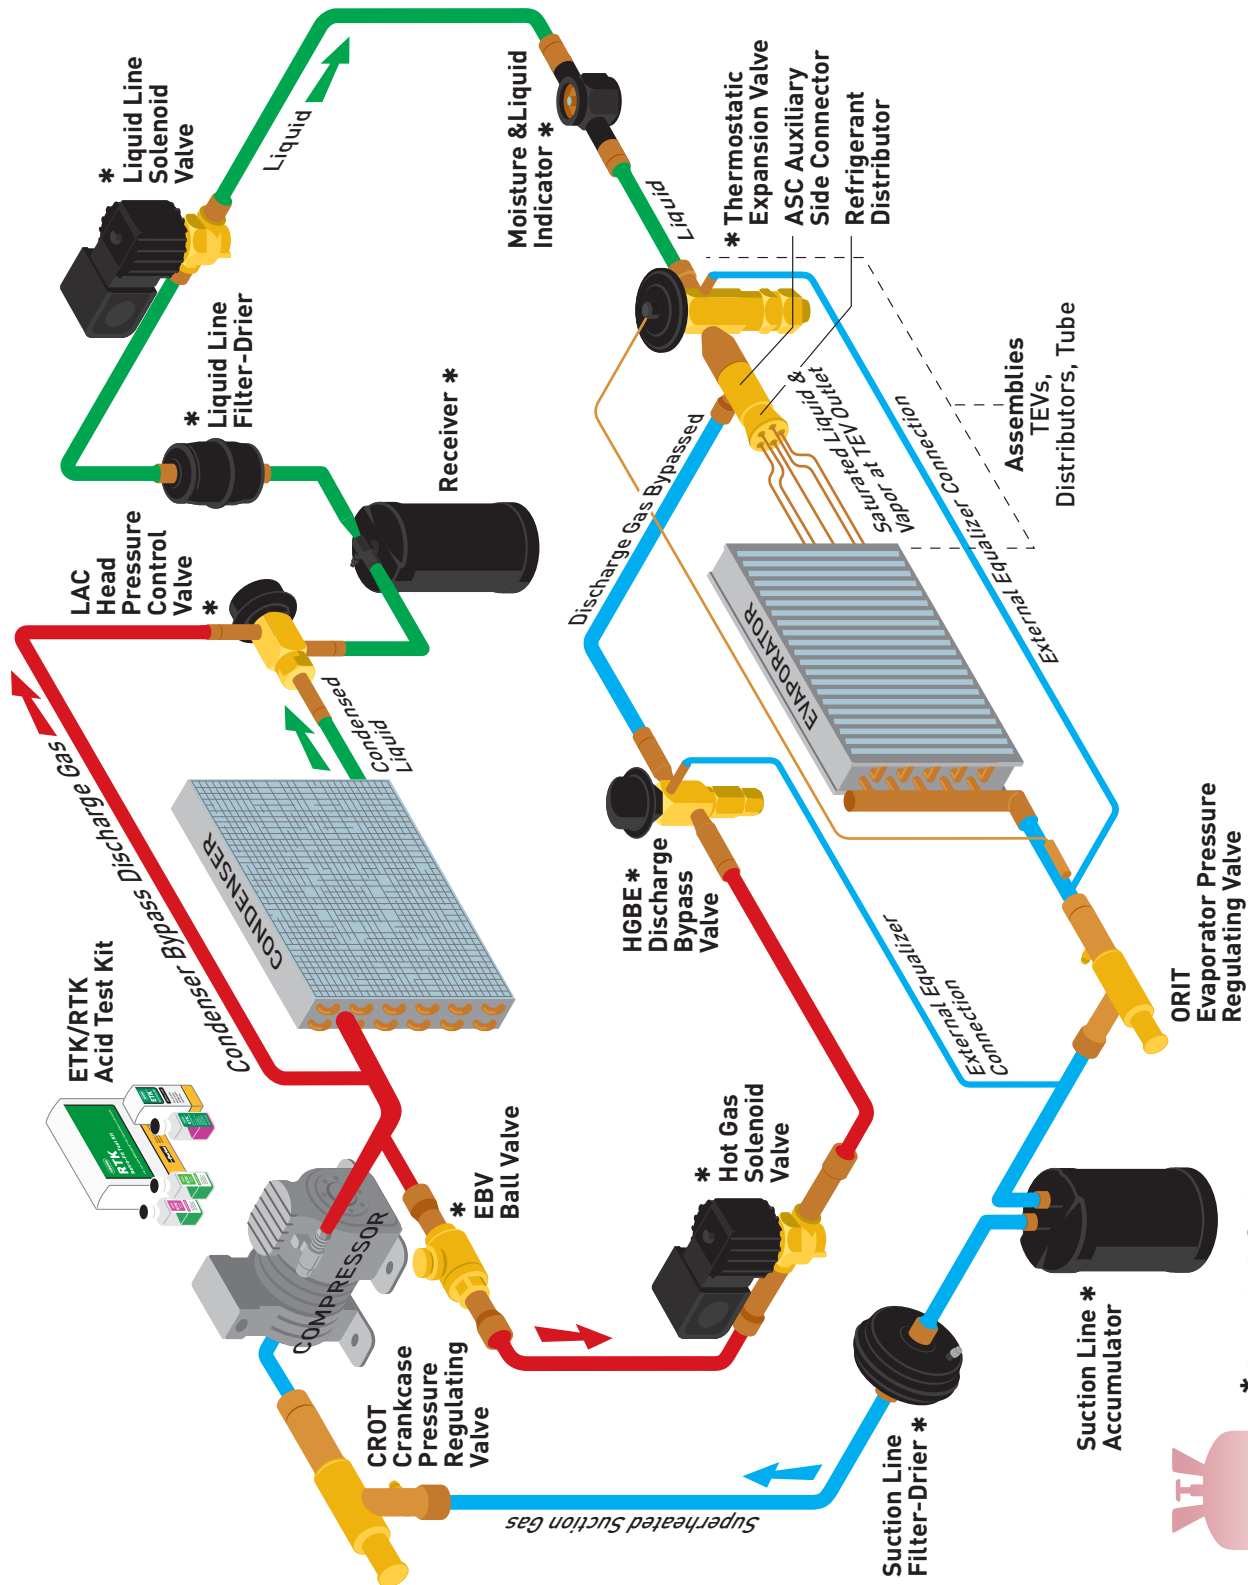 ETK/RTK
Acid Test Kit
RTK
COMPRESSOR
CONDENSER
Condenser Bypass Discharge Gas
Condensed
Liquid
LAC
Head
Pressure
Control
Valve
*
Receiver *
*
Liquid Line
Filter-Drier
*
Liquid Line
Solenoid
Valve
Liquid
Moisture &Liquid
Indicator *
Liquid
* Thermostatic
Expansion Valve
ASC Auxiliary
Side Connector
Refrigerant
Distributor
Saturated Liquid &
Vapor at TEV Outlet
Assemblies
TEVs,
Distributors, Tube
External Equalizer Connection
Discharge Gas Bypassed
EVAPORATOR
HGBE *
Discharge
Bypass
Valve
External Equalizer
Connection
ORIT
Evaporator Pressure
Regulating Valve
*
EBV
Ball Valve
*
Hot Gas
Solenoid
Valve
CROT
Crankcase
Pressure
Regulating
Valve
Superheated Suction Gas
Suction Line
Filter-Drier *
Suction Line *
Accumulator
*